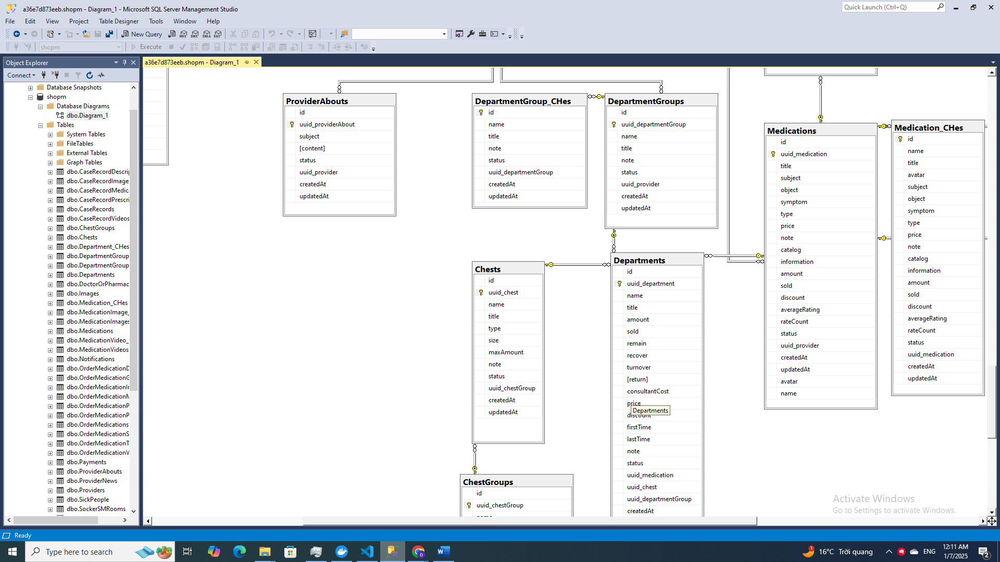 a36e7d873eeb.shopm - Diagram_1 - Microsoft SQL Server Management Studio
Quick Launch (Ctrl+Q)
File Edit View Project Table Designer Tools Window Help
New Query MDX DMX XMLA DAX
shopm Execute
Object Explorer
a36e7d873eeb.shopm - Diagram_1
Connect
Database Snapshots
shopm
Database Diagrams
dbo.Diagram_1
Tables
System Tables
FileTables
External Tables
Graph Tables
dbo.CaseRecordDescrip
dbo.CaseRecordImage
dbo.CaseRecordMedic
dbo.CaseRecordPrescri
dbo.CaseRecords
dbo.CaseRecordVideos
dbo.ChestGroups
dbo.Chests
dbo.Department_CHes
dbo.DepartmentGroup
dbo.DepartmentGroup
dbo.Departments
dbo.DoctorOrPharmac
dbo.Images
dbo.Medication_CHes
dbo.MedicationImage_
dbo.MedicationImages
dbo.Medications
dbo.MedicationVideo_
dbo.MedicationVideos
dbo.Notifications
dbo.OrderMedicationD
dbo.OrderMedicationG
dbo.OrderMedicationIr
dbo.OrderMedicationM
dbo.OrderMedicationP
dbo.OrderMedicationP
dbo.OrderMedications
dbo.OrderMedicationS
dbo.OrderMedicationT
dbo.OrderMedicationV
dbo.Payments
dbo.ProviderAbouts
dbo.ProviderNews
dbo.Providers
dbo.SickPeople
dbo.SockerSMRooms
ProviderAbouts
id
uuid_providerAbout
subject
[content]
status
uuid_provider
createdAt
updatedAt
DepartmentGroup_CHes
id
name
title
note
status
uuid_departmentGroup
createdAt
updatedAt
DepartmentGroups
id
uuid_departmentGroup
name
title
note
status
uuid_provider
createdAt
updatedAt
Medications
id
uuid_medication
title
subject
object
symptom
type
price
note
catalog
information
amount
sold
discount
averageRating
rateCount
status
uuid_provider
createdAt
updatedAt
avatar
name
Medication_CHes
id
name
title
avatar
subject
object
symptom
type
price
note
catalog
information
amount
sold
discount
averageRating
rateCount
status
uuid_medication
createdAt
updatedAt
Chests
id
uuid_chest
name
title
type
size
maxAmount
note
status
uuid_chestGroup
createdAt
updatedAt
Departments
id
uuid_department
name
title
amount
sold
remain
recover
turnover
[return]
consultantCost
price
Departments
discount
firstTime
lastTime
note
status
uuid_medication
uuid_chest
uuid_departmentGroup
createdAt
ChestGroups
id
uuid_chestGroup
name
Activate Windows
Go to Settings to activate Windows.
Ready
Type here to search
16°C Trời quang
ENG
12:11 AM
1/7/2025
2